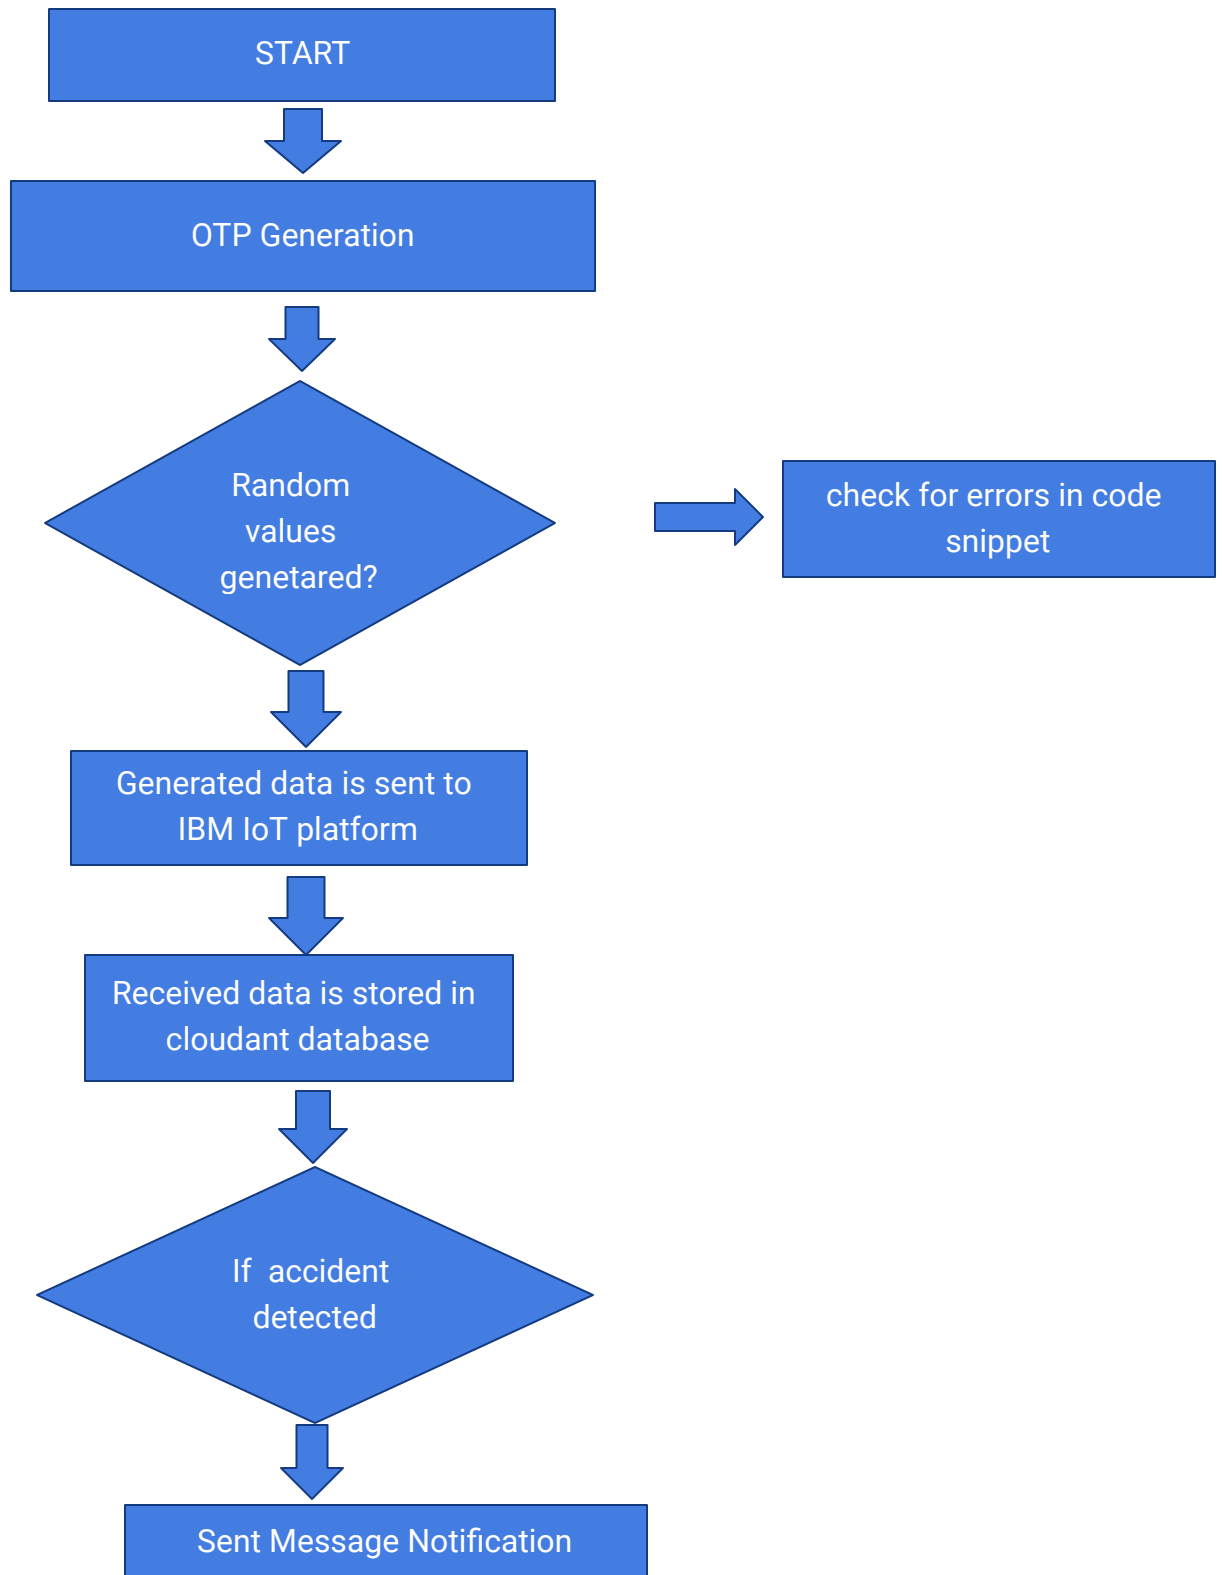 START
OTP Generation
Random
values
genetared?
check for errors in code
snippet
Generated data is sent to
IBM IoT platform
Received data is stored in
cloudant database
If  accident
detected
Sent Message Notification